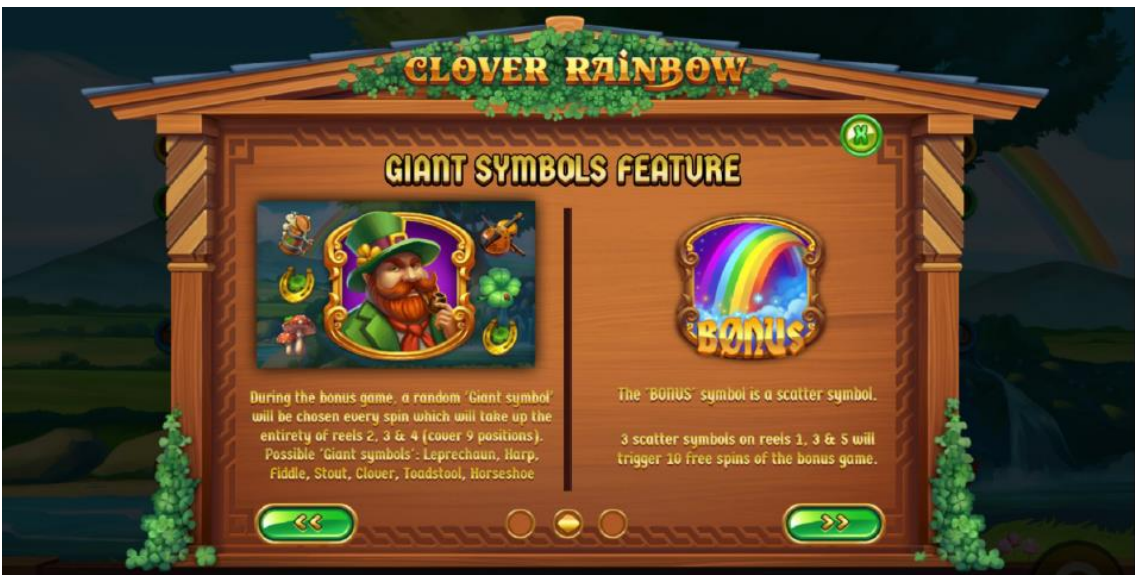 CLOVER RAINBOW
X
GIANT SYMBOLS FEATURE
BONUS
During the bonus game, a random 'Giant symbol'
will be chosen every spin which will take up the
entirety of reels 2, 3 & 4 (cover 9 positions).
Possible 'Giant symbols': Leprechaun, Harp,
Fiddle, Stout, Clover, Toadstool, Horseshoe
The "BONUS" symbol is a scatter symbol.
3 scatter symbols on reels 1, 3 & 5 will
trigger 10 free spins of the bonus game.
<<
>>